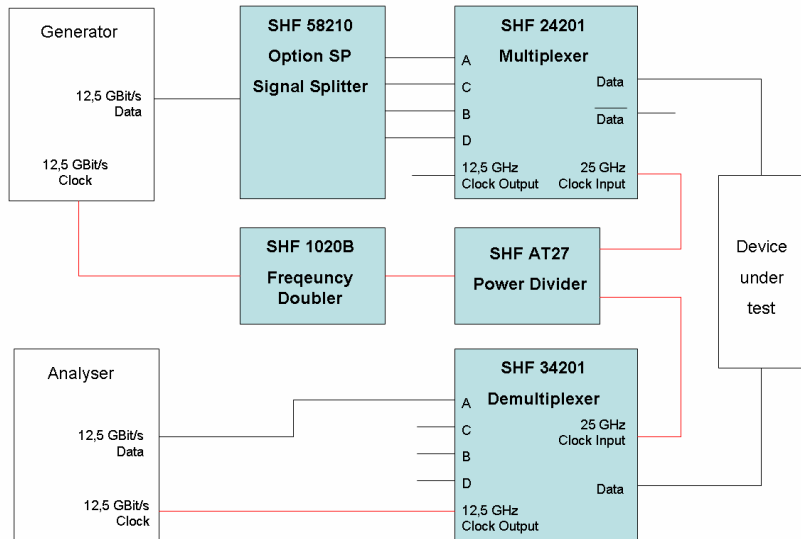 Generator
12,5 GBit/s
Data
12,5 GBit/s
Clock
SHF 58210
Option SP
Signal Splitter
SHF 24201
Multiplexer
A
C
B
D
Data
Data
12,5 GHz
Clock Output
25 GHz
Clock Input
SHF 1020B
Freqeuncy
Doubler
SHF AT27
Power Divider
Device
under
test
Analyser
12,5 GBit/s
Data
12,5 GBit/s
Clock
SHF 34201
Demultiplexer
A
C
B
D
25 GHz
Clock Input
Data
12,5 GHz
Clock Output